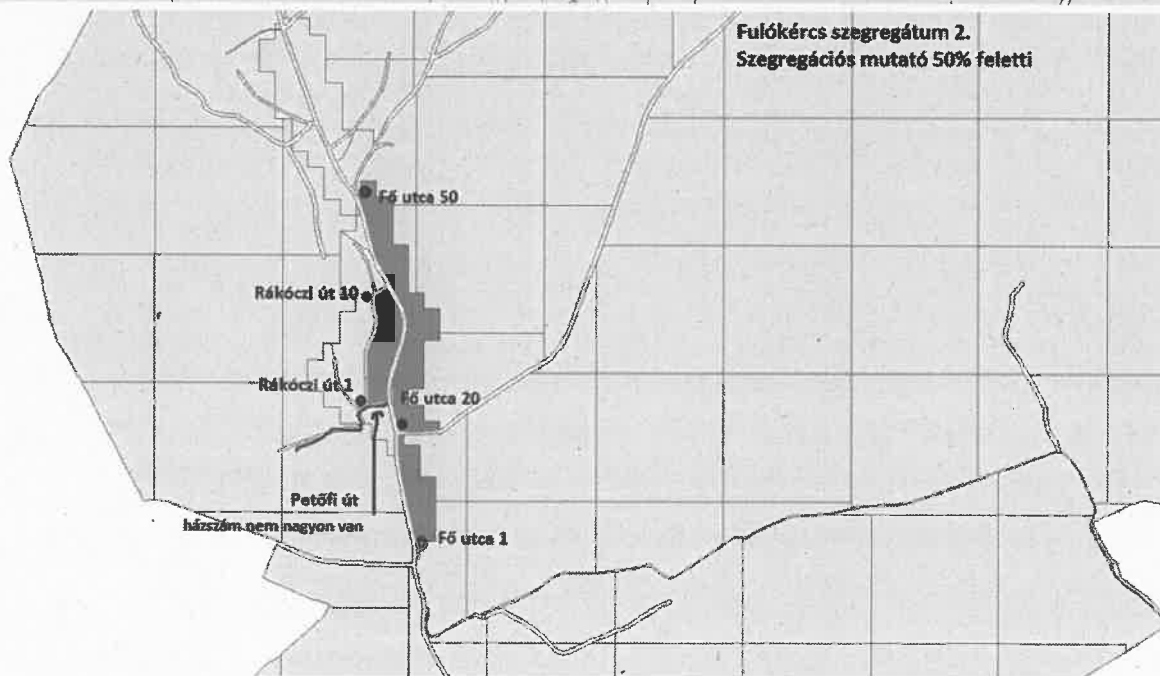 Fulókércs szegregátum 2.
Szegregációs mutató 50% feletti
Fő utca 50
Rákóczi út 10
Rákóczi út 1
Fő utca 20
Petőfi út
házszám nem nagyon van
Fő utca 1